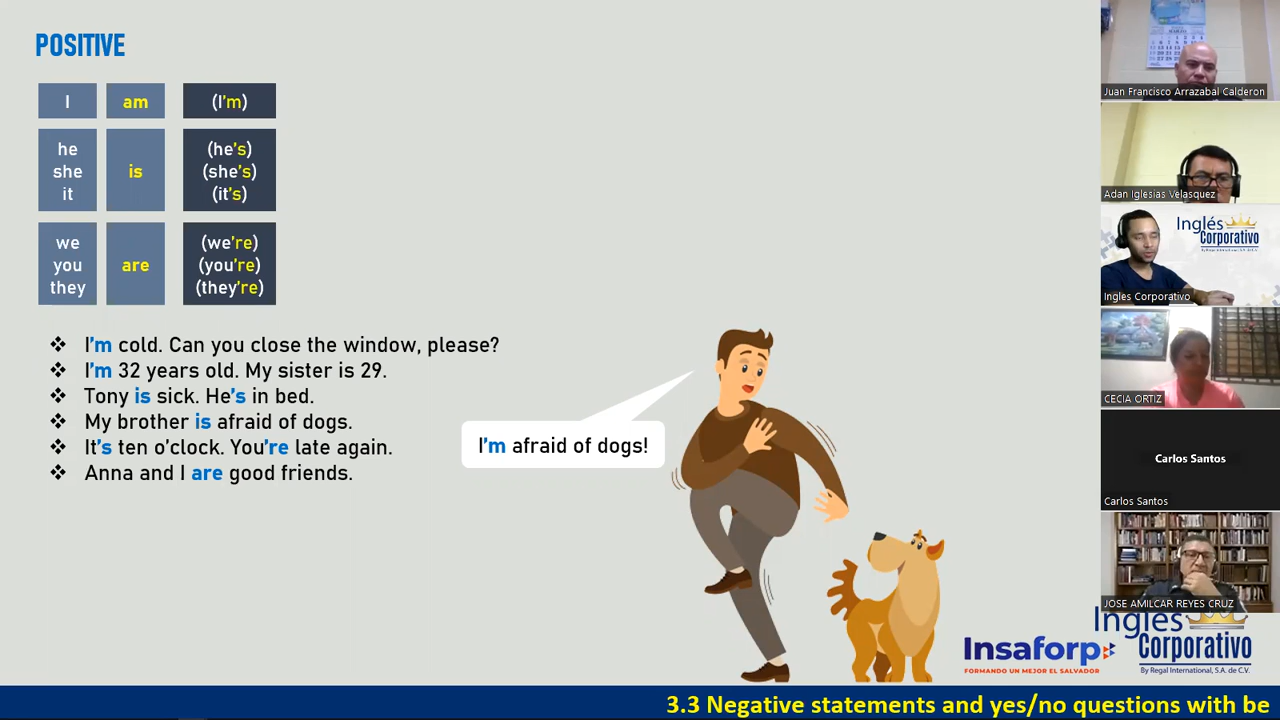 POSITIVE
I am (I'm)
he
she
it
is
(he's)
(she's)
(it's)
we
you
they
are
(we're)
(you're)
(they're)
❖ I'm cold. Can you close the window, please?
❖ I'm 32 years old. My sister is 29.
❖ Tony is sick. He's in bed.
❖ My brother is afraid of dogs.
❖ It's ten o'clock. You're late again.
❖ Anna and I are good friends.
I'm afraid of dogs!
Juan Francisco Arrazabal Calderon
Adan Iglesias Velasquez
Inglés
Corporativo
By Regal International, S.A. de C.V.
Ingles Corporativo
CECIA ORTIZ
Carlos Santos
Carlos Santos
JOSE AMILCAR REYES CRUZ
Insaforp
FORMANDO UN MEJOR EL SALVADOR
Inglés
Corporativo
By Regal International, S.A. de C.V.
3.3 Negative statements and yes/no questions with be